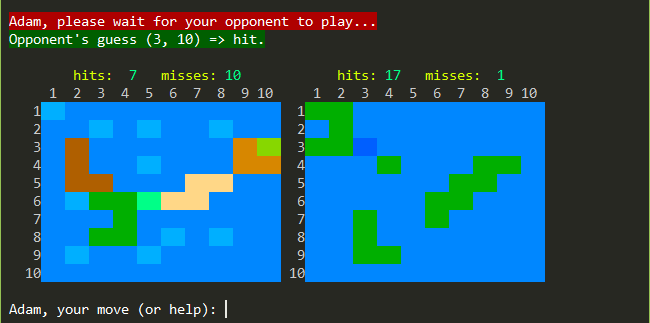 Adam, please wait for your opponent to play...
Opponent's guess (3, 10) => hit.
hits: 7 misses: 10 hits: 17 misses: 1
1 2 3 4 5 6 7 8 9 10 1 2 3 4 5 6 7 8 9 10
1 1
2 2
3 3
4 4
5 5
6 6
7 7
8 8
9 9
10 10
Adam, your move (or help):